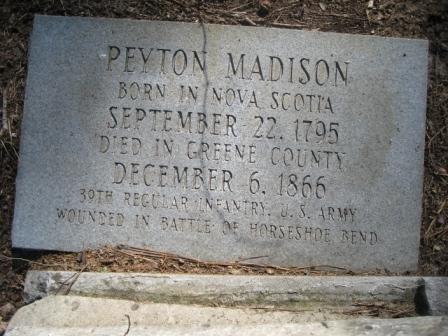 PEYTON MADISON
BORN IN NOVA SCOTIA
SEPTEMBER 22, 1795
DIED IN GREENE COUNTY
DECEMBER 6, 1866
39TH REGULAR INFANTRY, U.S. ARMY
WOUNDED IN BATTLE OF HORSESHOE BEND